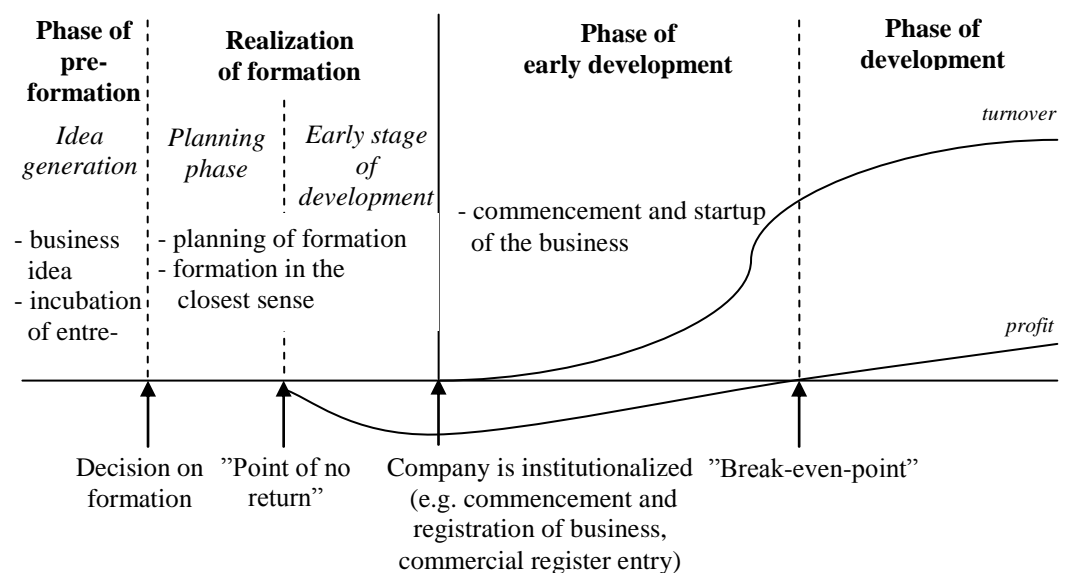 Phase of
pre-
formation
Idea
generation
- business
idea
- incubation
of entre-
Realization
of formation
Planning
phase
Early stage
of
development
- planning of formation
- formation in the
closest sense
Phase of
early development
- commencement and startup
of the business
Phase of
development
turnover
profit
Decision on
formation
”Point of no
return”
Company is institutionalized
(e.g. commencement and
registration of business,
commercial register entry)
”Break-even-point”